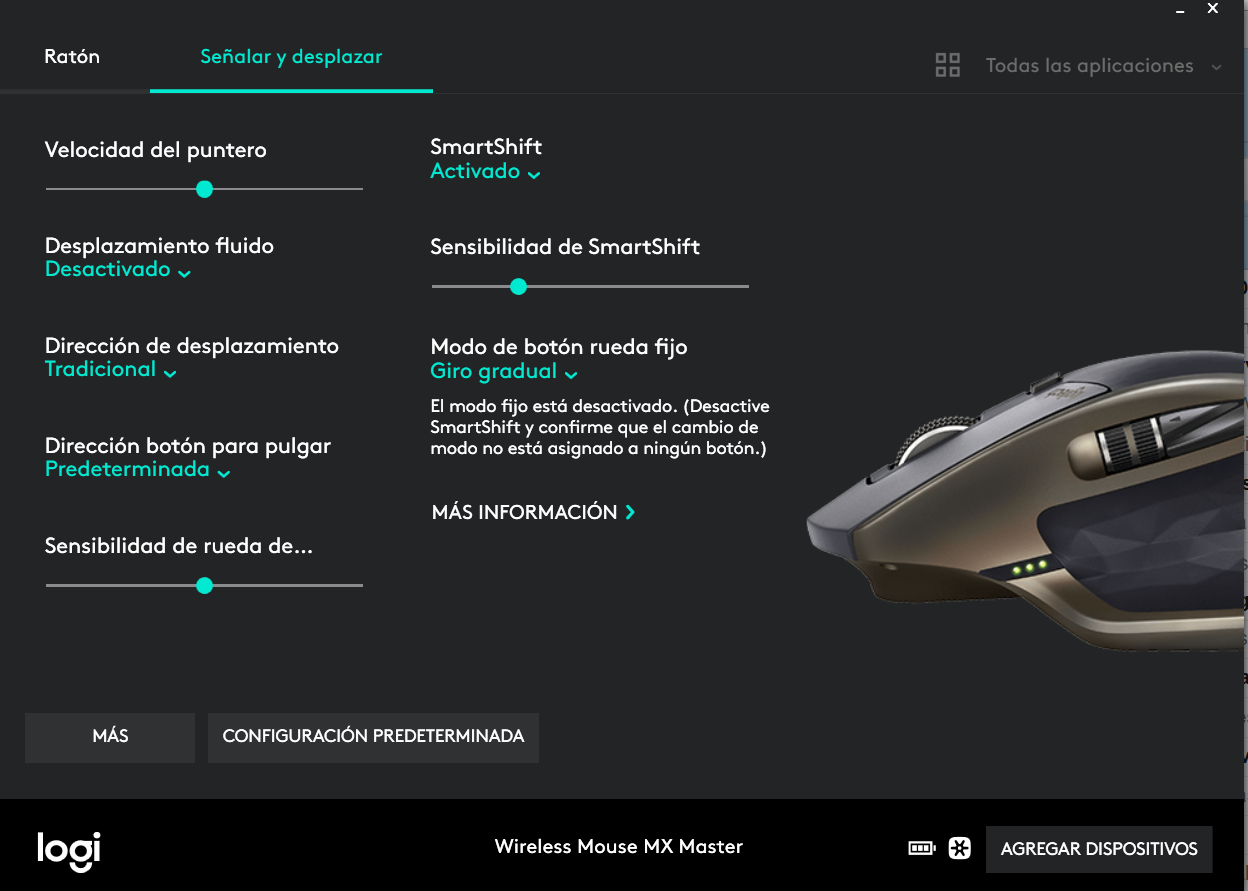 Ratón
Señalar y desplazar
Todas las aplicaciones
Velocidad del puntero
Desplazamiento fluido
Desactivado
Dirección de desplazamiento
Tradicional
Dirección botón para pulgar
Predeterminada
Sensibilidad de rueda de...
SmartShift
Activado
Sensibilidad de SmartShift
Modo de botón rueda fijo
Giro gradual
El modo fijo está desactivado. (Desactive
SmartShift y confirme que el cambio de
modo no está asignado a ningún botón.)
MÁS INFORMACIÓN
MÁS
CONFIGURACIÓN PREDETERMINADA
logi
Wireless Mouse MX Master
AGREGAR DISPOSITIVOS